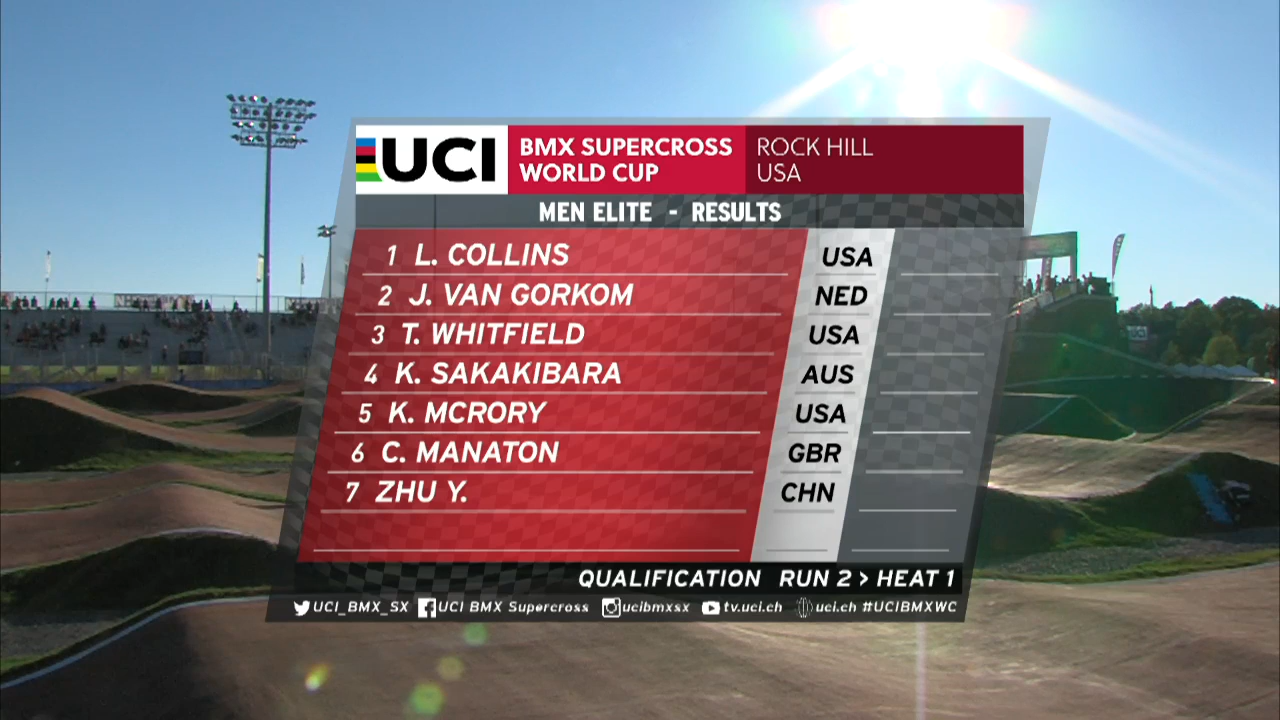 UCI
BMX SUPERCROSS
WORLD CUP
ROCK HILL
USA
MEN ELITE - RESULTS
1 L. COLLINS USA
2 J. VAN GORKOM NED
3 T. WHITFIELD USA
4 K. SAKAKIBARA AUS
5 K. MCRORY USA
6 C. MANATON GBR
7 ZHU Y. CHN
QUALIFICATION RUN 2 > HEAT 1
UCI_BMX_SX UCI BMX Supercross ucibmxsx tv.uci.ch uci.ch #UCIBMXWC
UCI